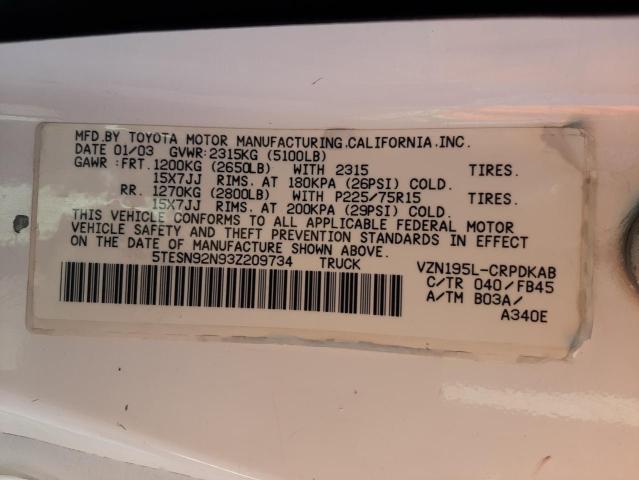 MFD.BY TOYOTA MOTOR MANUFACTURING,CALIFORNIA,INC.
DATE 01/03 GVWR:2315KG (5100LB)
GAWR:FRT.1200KG (2650LB) WITH 2315 TIRES.
15X7JJ RIMS. AT 180KPA (26PSI) COLD.
RR. 1270KG (2800LB) WITH P225/75R15 TIRES.
15X7JJ RIMS. AT 200KPA (29PSI) COLD.
THIS VEHICLE CONFORMS TO ALL APPLICABLE FEDERAL MOTOR
VEHICLE SAFETY AND THEFT PREVENTION STANDARDS IN EFFECT
ON THE DATE OF MANUFACTURE SHOWN ABOVE.
5TESN92N93Z209734 TRUCK VZN195L-CRPDKAB
C/TR 040/FB45
A/TM B03A/
A340E